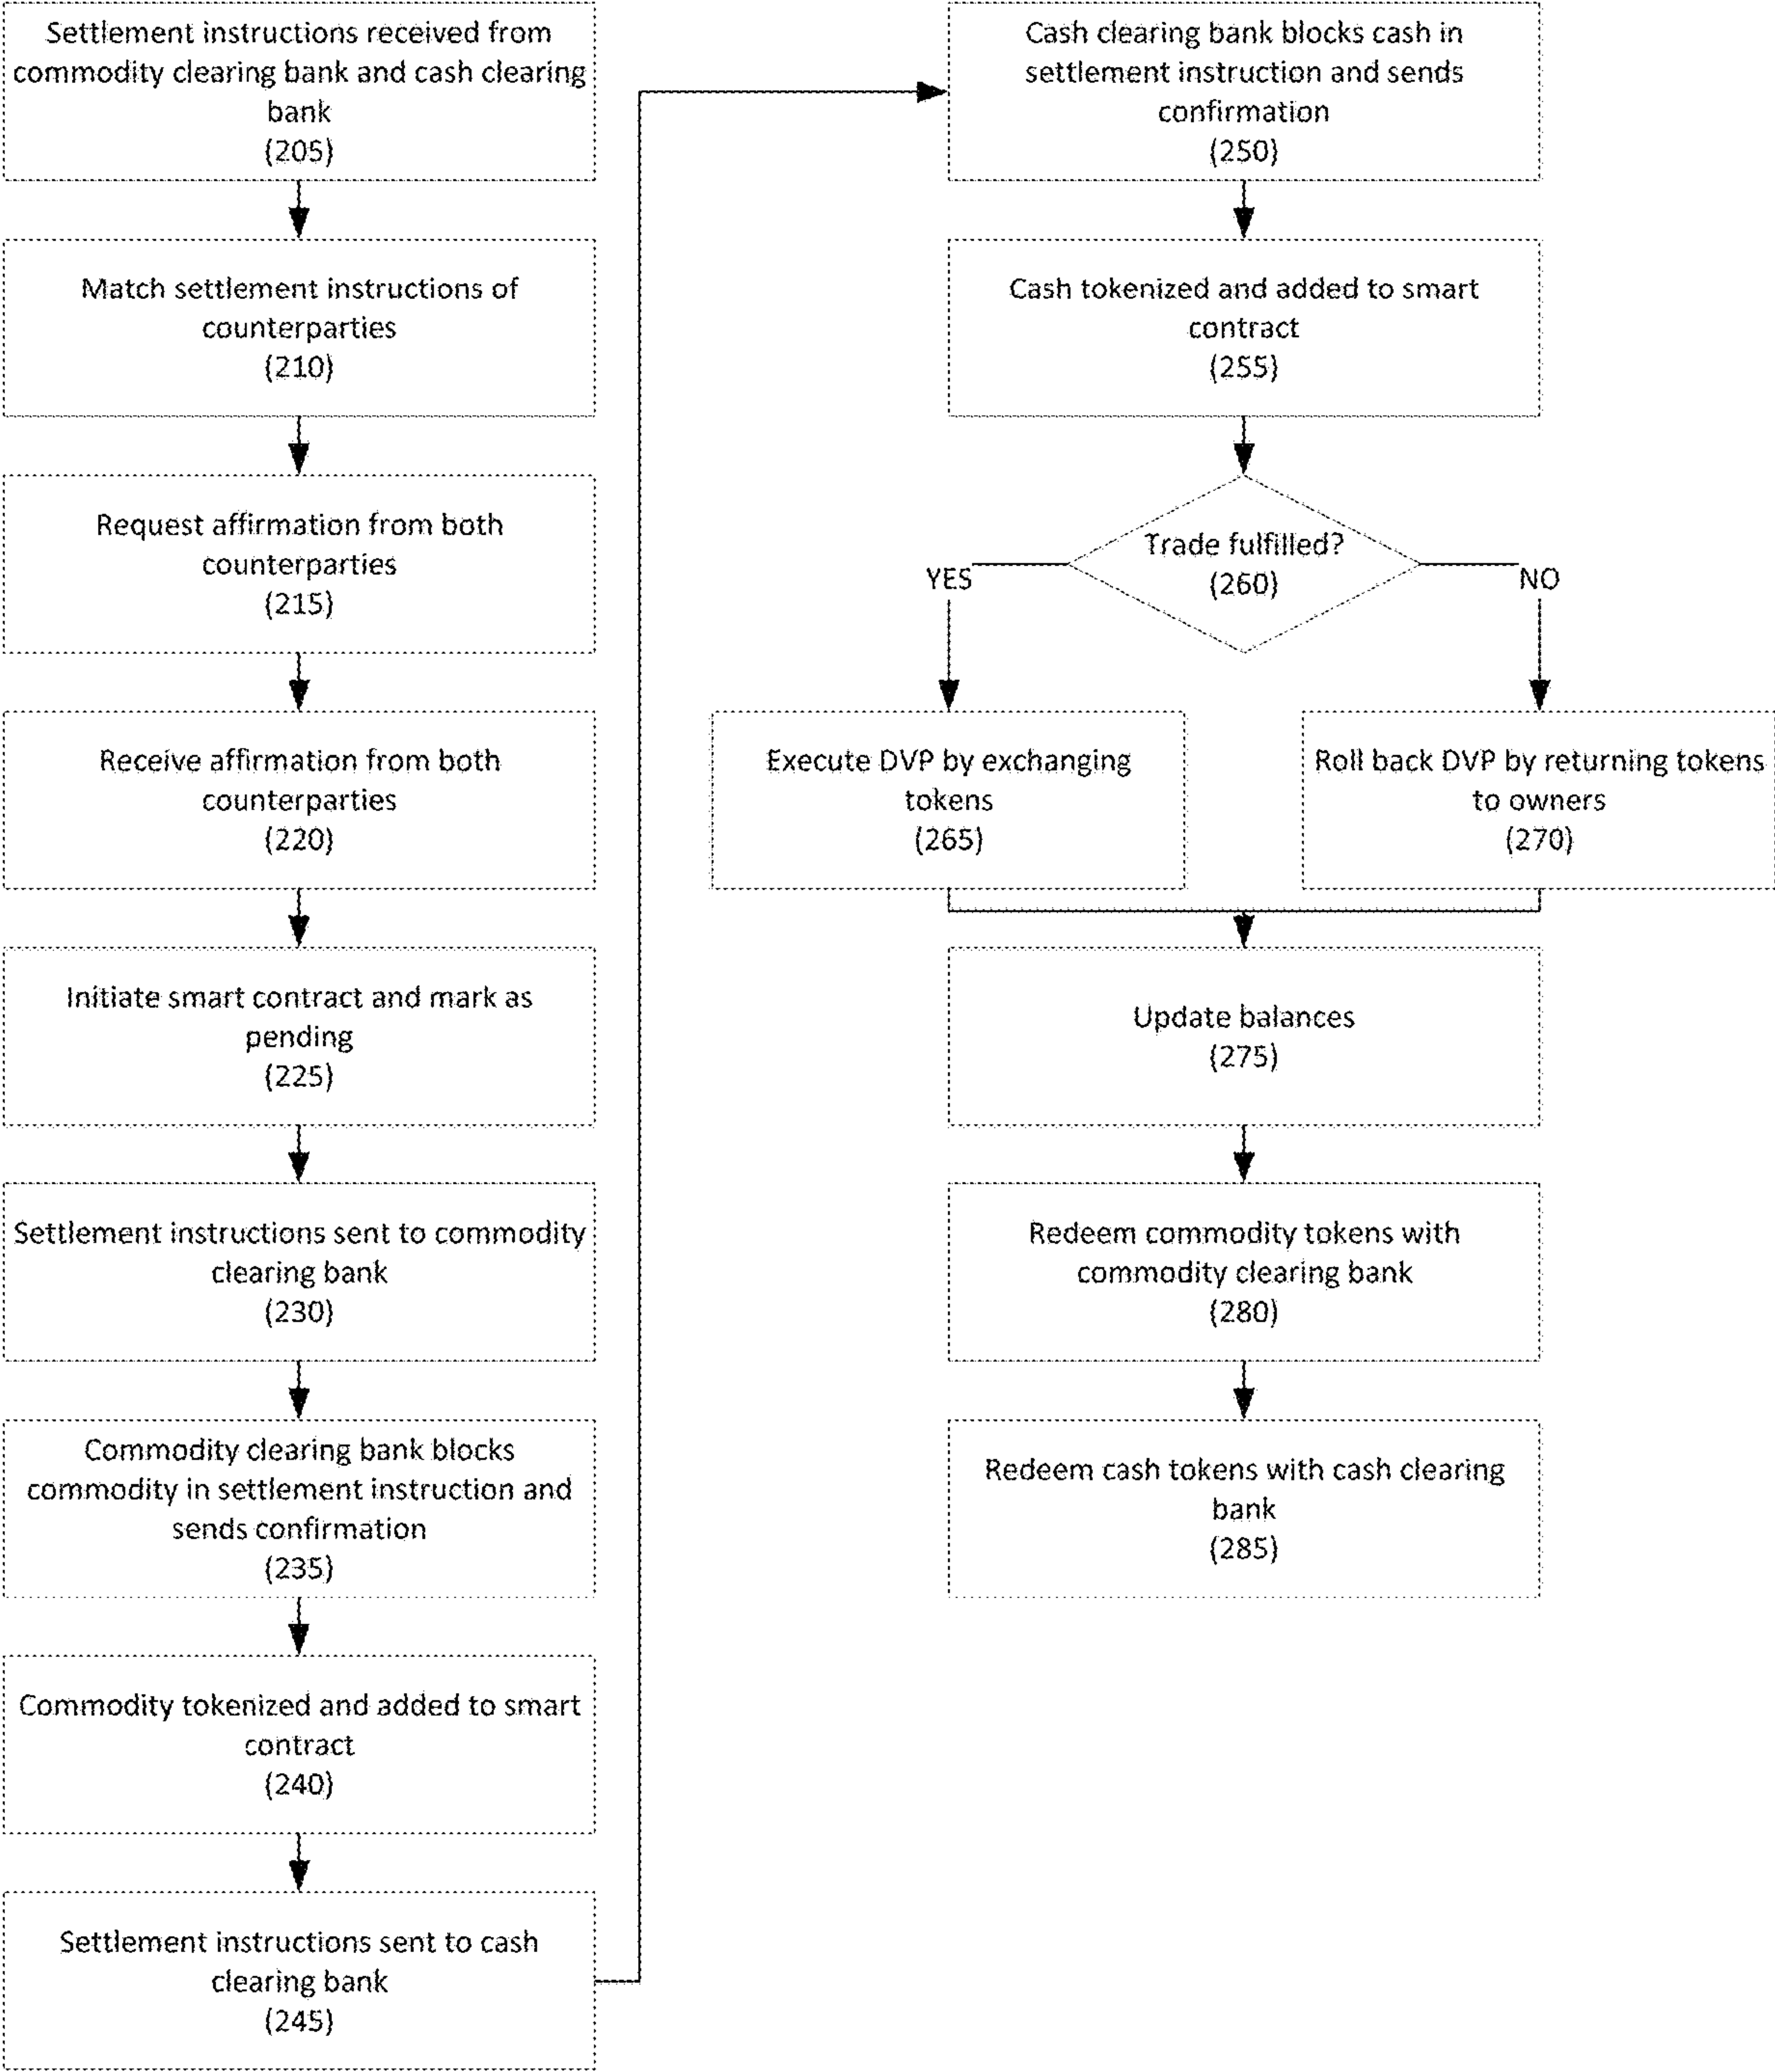 Settlement instructions received from
commodity clearing bank and cash clearing
bank
(205)
Match settlement instructions of
counterparties
(210)
Request affirmation from both
counterparties
(215)
Receive affirmation from both
counterparties
(220)
Initiate smart contract and mark as
pending
(225)
Settlement instructions sent to commodity
clearing bank
(230)
Commodity clearing bank blocks
commodity in settlement instruction and
sends confirmation
(235)
Commodity tokenized and added to smart
contract
(240)
Settlement instructions sent to cash
clearing bank
(245)
Cash clearing bank blocks cash in
settlement instruction and sends
confirmation
(250)
Cash tokenized and added to smart
contract
(255)
Trade fulfilled?
(260)
YES
NO
Execute DVP by exchanging
tokens
(265)
Roll back DVP by returning tokens
to owners
(270)
Update balances
(275)
Redeem commodity tokens with
commodity clearing bank
(280)
Redeem cash tokens with cash clearing
bank
(285)